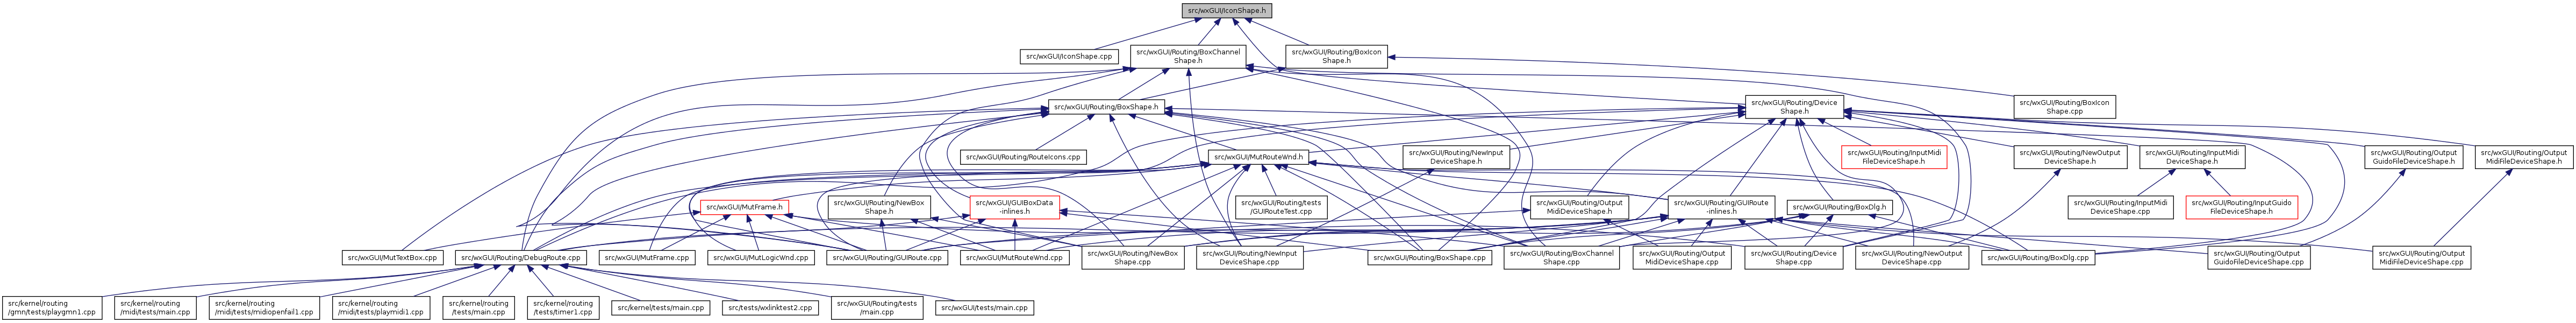 src/wxGUI/IconShape.h
src/wxGUI/IconShape.cpp
src/wxGUI/Routing/BoxChannel
Shape.h
src/wxGUI/Routing/BoxIcon
Shape.h
src/wxGUI/Routing/BoxShape.h
src/wxGUI/Routing/Device
Shape.h
src/wxGUI/Routing/BoxIcon
Shape.cpp
src/wxGUI/Routing/RouteIcons.cpp
src/wxGUI/MutRouteWnd.h
src/wxGUI/Routing/NewInput
DeviceShape.h
src/wxGUI/Routing/InputMidi
FileDeviceShape.h
src/wxGUI/Routing/NewOutput
DeviceShape.h
src/wxGUI/Routing/InputMidi
DeviceShape.h
src/wxGUI/Routing/Output
GuidoFileDeviceShape.h
src/wxGUI/Routing/Output
MidiFileDeviceShape.h
src/wxGUI/MutFrame.h
src/wxGUI/Routing/NewBox
Shape.h
src/wxGUI/GUIBoxData
-inlines.h
src/wxGUI/Routing/tests
/GUIRouteTest.cpp
src/wxGUI/Routing/Output
MidiDeviceShape.h
src/wxGUI/Routing/GUIRoute
-inlines.h
src/wxGUI/Routing/BoxDlg.h
src/wxGUI/Routing/InputMidi
DeviceShape.cpp
src/wxGUI/Routing/InputGuido
FileDeviceShape.h
src/wxGUI/MutTextBox.cpp
src/wxGUI/Routing/DebugRoute.cpp
src/wxGUI/MutFrame.cpp
src/wxGUI/MutLogicWnd.cpp
src/wxGUI/Routing/GUIRoute.cpp
src/wxGUI/MutRouteWnd.cpp
src/wxGUI/Routing/NewBox
Shape.cpp
src/wxGUI/Routing/NewInput
DeviceShape.cpp
src/wxGUI/Routing/BoxShape.cpp
src/wxGUI/Routing/BoxChannel
Shape.cpp
src/wxGUI/Routing/Output
MidiDeviceShape.cpp
src/wxGUI/Routing/Device
Shape.cpp
src/wxGUI/Routing/NewOutput
DeviceShape.cpp
src/wxGUI/Routing/BoxDlg.cpp
src/wxGUI/Routing/Output
GuidoFileDeviceShape.cpp
src/wxGUI/Routing/Output
MidiFileDeviceShape.cpp
src/kernel/routing
/gmn/tests/playgmn1.cpp
src/kernel/routing
/midi/tests/main.cpp
src/kernel/routing
/midi/tests/midiopenfail1.cpp
src/kernel/routing
/midi/tests/playmidi1.cpp
src/kernel/routing
/tests/main.cpp
src/kernel/routing
/tests/timer1.cpp
src/kernel/tests/main.cpp
src/tests/wxlinktest2.cpp
src/wxGUI/Routing/tests
/main.cpp
src/wxGUI/tests/main.cpp